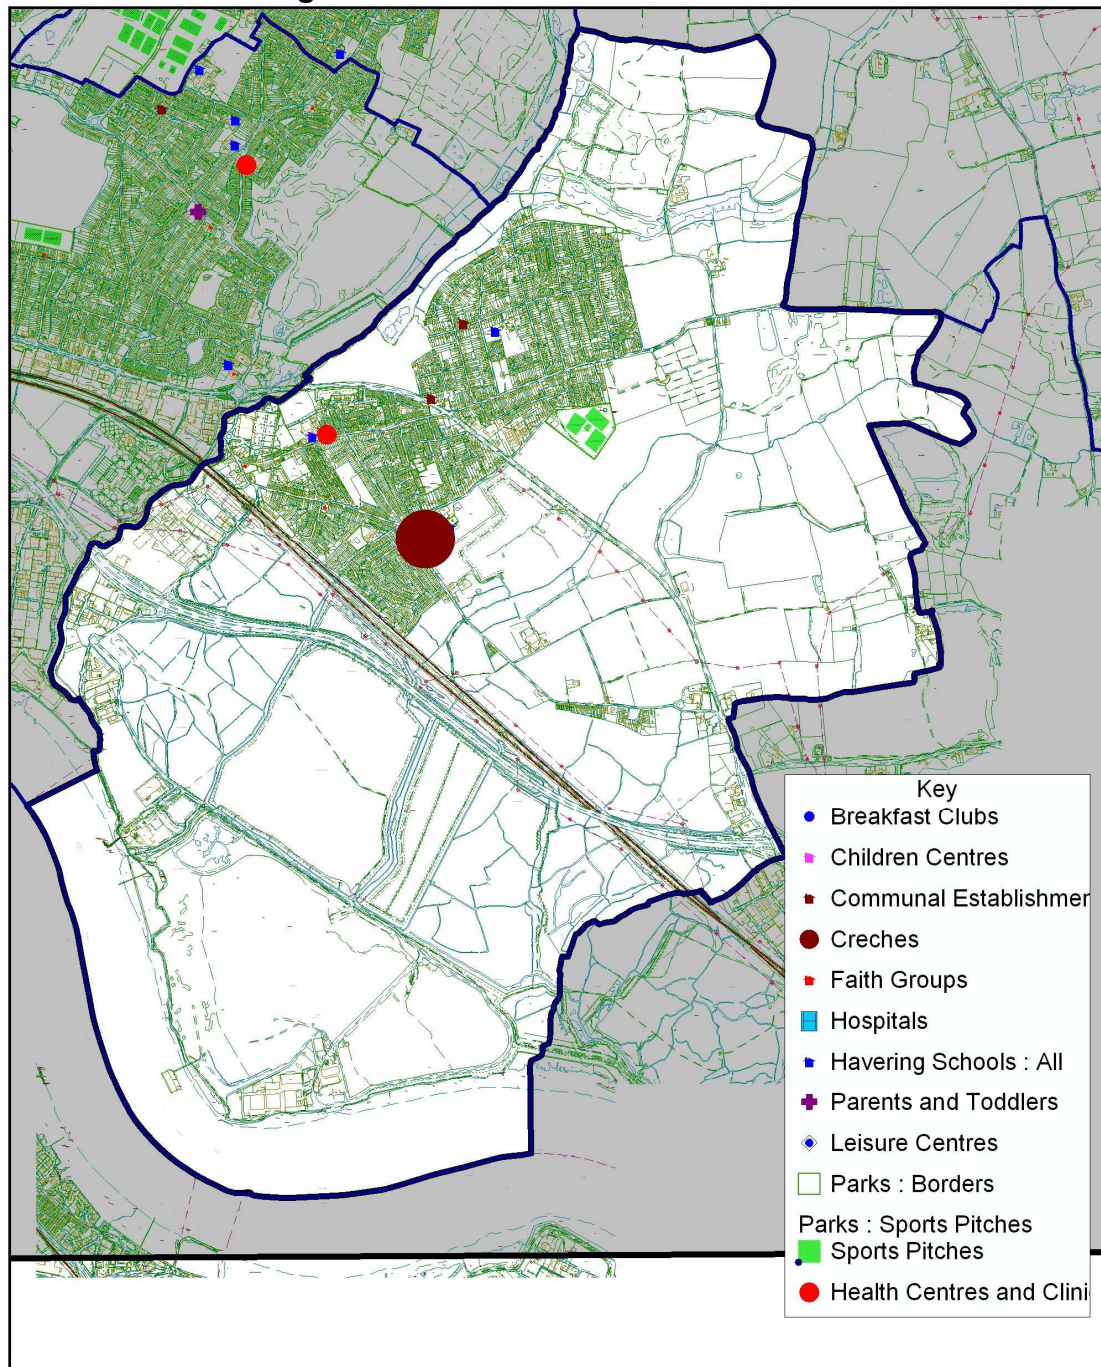 Key
Breakfast Clubs
Children Centres
Communal Establishmer
Creches
Faith Groups
Hospitals
Havering Schools : All
Parents and Toddlers
Leisure Centres
Parks : Borders
Parks : Sports Pitches
Sports Pitches
Health Centres and Clini